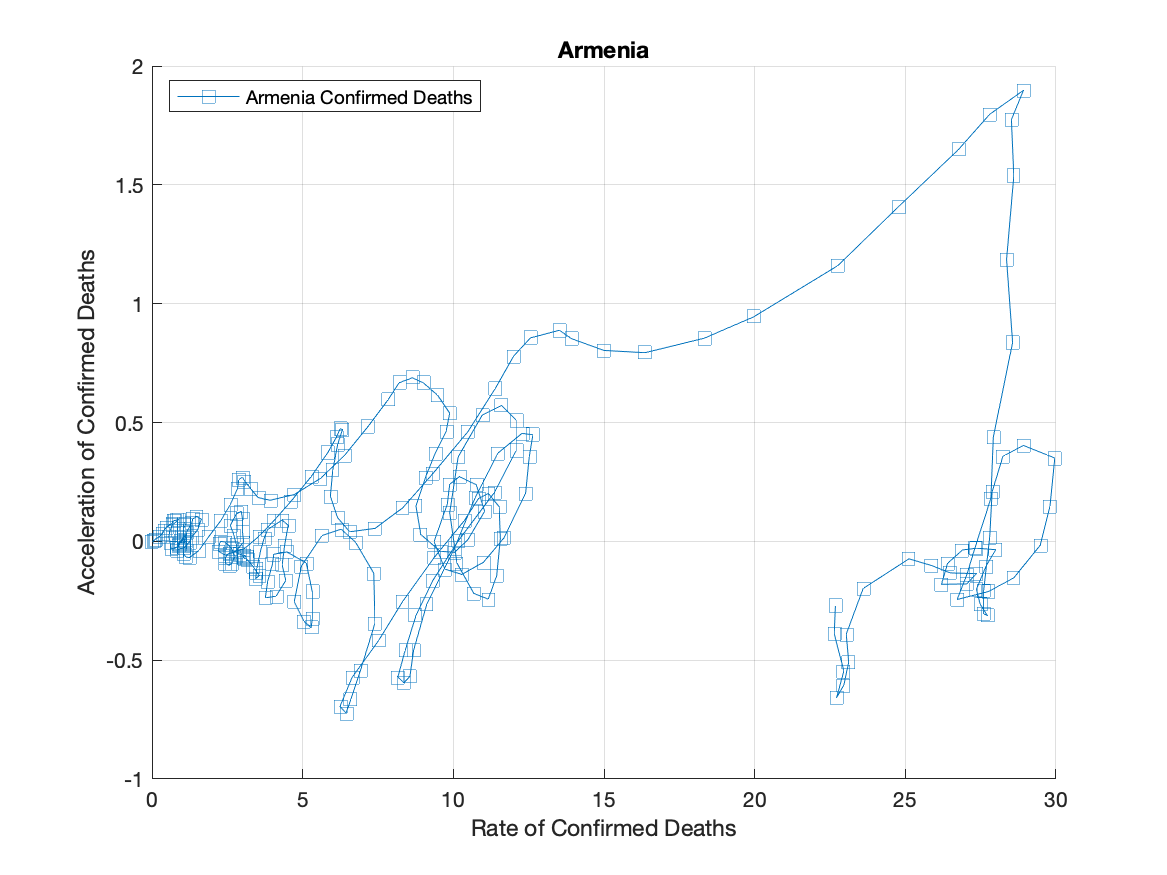 Armenia
Armenia Confirmed Deaths
2
1.5
1
0.5
0
-0.5
-1
Acceleration of Confirmed Deaths
0 5 10 15 20 25 30
Rate of Confirmed Deaths